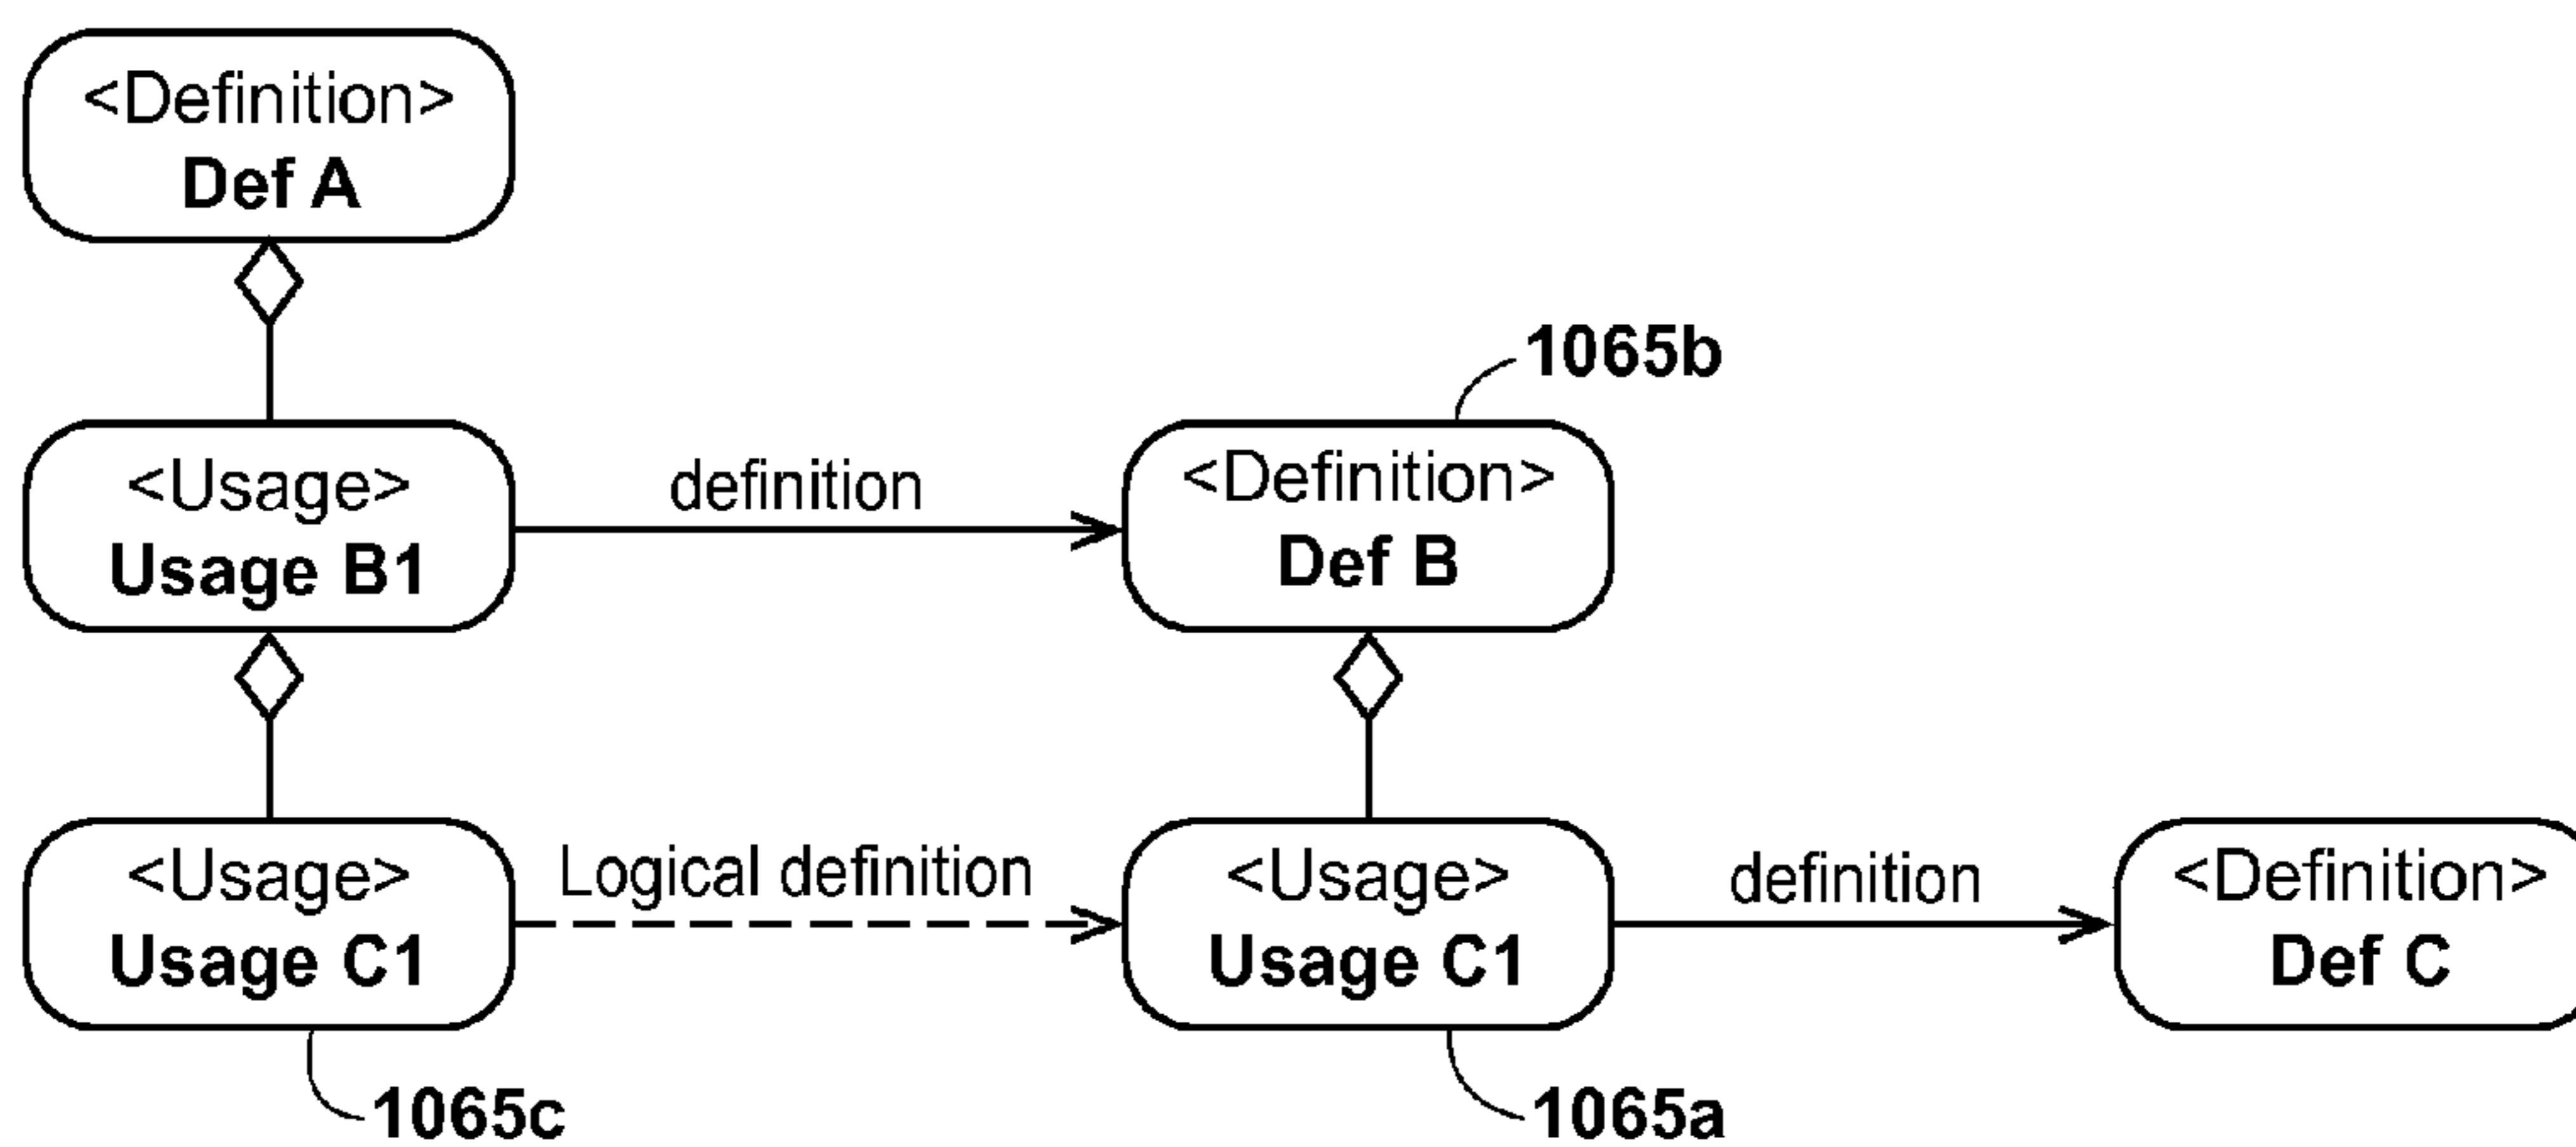 <Definition>
Def A
1065b
<Usage>
Usage B1
definition
<Definition>
Def B
<Usage>
Usage C1
Logical definition
<Usage>
Usage C1
definition
<Definition>
Def C
1065c
1065a